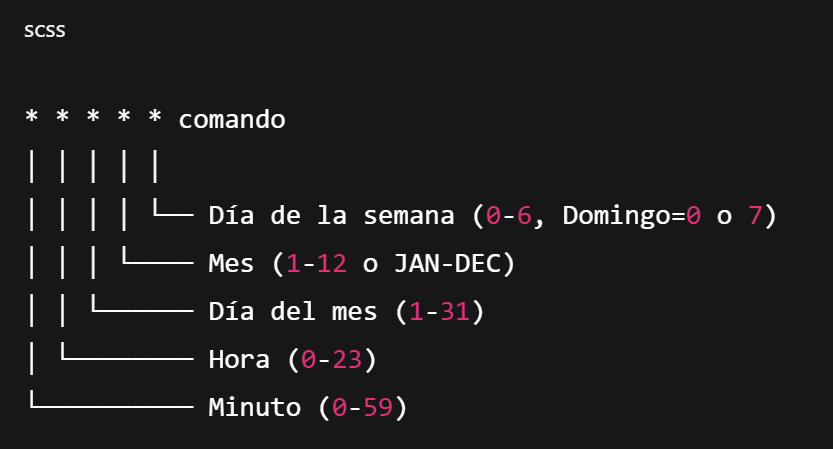 scss
* * * * * comando
│ │ │ │ │
│ │ │ │ └── Día de la semana (0-6, Domingo=0 o 7)
│ │ │ └──── Mes (1-12 o JAN-DEC)
│ │ └────── Día del mes (1-31)
│ └──────── Hora (0-23)
└────────── Minuto (0-59)